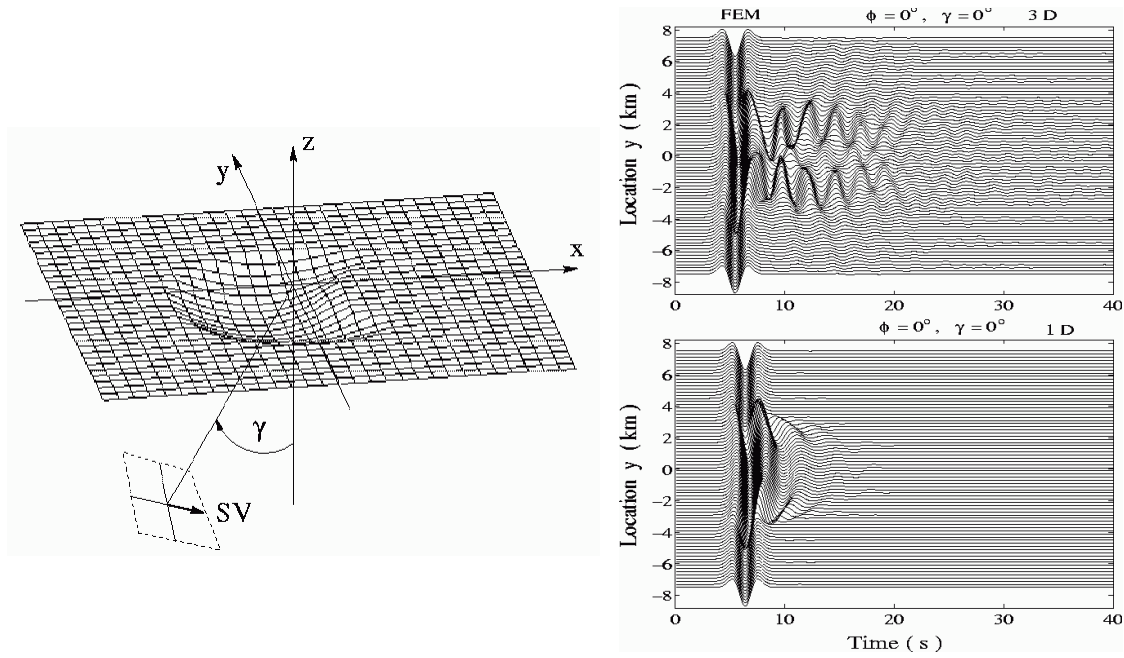 z
y
x
γ
SV
FEM ϕ = 0°, γ = 0° 3 D
8
6
4
2
0
−2
−4
−6
−8
Location y ( km )
0 10 20 30 40
ϕ = 0°, γ = 0° 1 D
8
6
4
2
0
−2
−4
−6
−8
Location y ( km )
0 10 20 30 40
Time ( s )